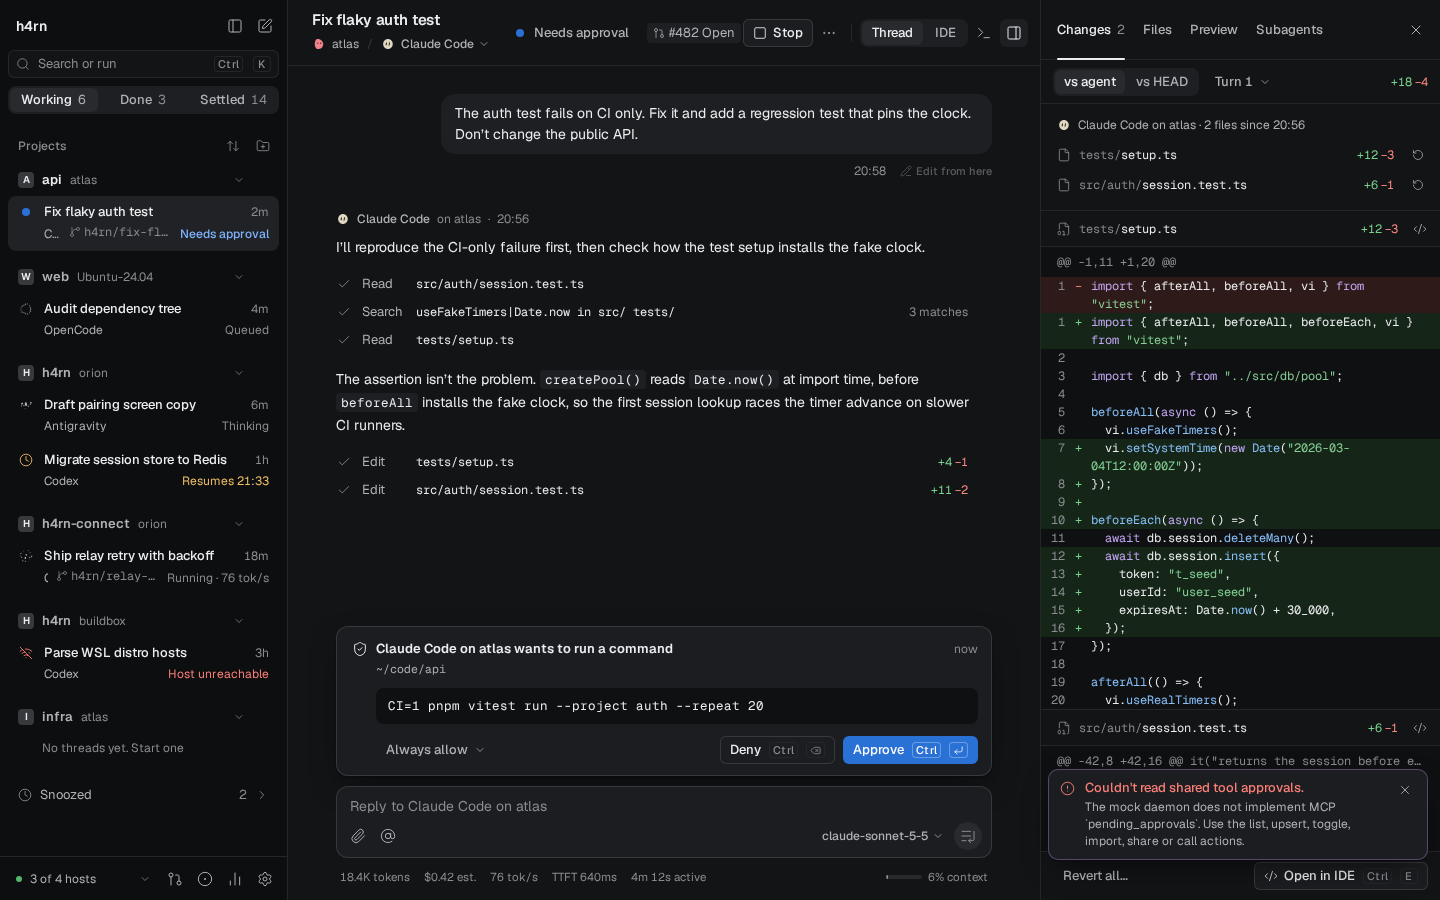 h4rn
Search or run Ctrl K
Working 6 Done 3 Settled 14
Projects
A api atlas
Fix flaky auth test 2m
C... h4rn/fix-fl... Needs approval
W web Ubuntu-24.04
Audit dependency tree 4m
OpenCode Queued
H h4rn orion
Draft pairing screen copy 6m
Antigravity Thinking
Migrate session store to Redis 1h
Codex Resumes 21:33
H h4rn-connect orion
Ship relay retry with backoff 18m
h4rn/relay-... Running · 76 tok/s
H h4rn buildbox
Parse WSL distro hosts 3h
Codex Host unreachable
I infra atlas
No threads yet. Start one
Snoozed 2
3 of 4 hosts
Fix flaky auth test
atlas / Claude Code
Needs approval
#482 Open
Stop
Thread IDE
The auth test fails on CI only. Fix it and add a regression test that pins the clock.
Don't change the public API.
20:58 Edit from here
Claude Code on atlas · 20:56
I'll reproduce the CI-only failure first, then check how the test setup installs the fake clock.
Read src/auth/session.test.ts
Search useFakeTimers|Date.now in src/ tests/ 3 matches
Read tests/setup.ts
The assertion isn't the problem. createPool() reads Date.now() at import time, before
beforeAll installs the fake clock, so the first session lookup races the timer advance on slower
CI runners.
Edit tests/setup.ts +4 −1
Edit src/auth/session.test.ts +11 −2
Claude Code on atlas wants to run a command now
~/code/api
CI=1 pnpm vitest run --project auth --repeat 20
Always allow Deny Ctrl Approve Ctrl
Reply to Claude Code on atlas
claude-sonnet-5-5
18.4K tokens $0.42 est. 76 tok/s TTFT 640ms 4m 12s active 6% context
Changes 2 Files Preview Subagents
vs agent vs HEAD Turn 1 +18 −4
Claude Code on atlas · 2 files since 20:56
tests/setup.ts +12 −3
src/auth/session.test.ts +6 −1
tests/setup.ts +12 −3
@@ -1,11 +1,20 @@
1 − import { afterAll, beforeAll, vi } from
"vitest";
1 + import { afterAll, beforeAll, beforeEach, vi }
from "vitest";
2
3 import { db } from "../src/db/pool";
4
5 beforeAll(async () => {
6 vi.useFakeTimers();
7 + vi.setSystemTime(new Date("2026-03-
04T12:00:00Z"));
8 + });
9 +
10 + beforeEach(async () => {
11 await db.session.deleteMany();
12 + await db.session.insert({
13 + token: "t_seed",
14 + userId: "user_seed",
15 + expiresAt: Date.now() + 30_000,
16 + });
17 });
18
19 afterAll(() => {
20 vi.useRealTimers();
src/auth/session.test.ts +6 −1
@@ -42,8 +42,16 @@ it("returns the session before e...
Couldn't read shared tool approvals.
The mock daemon does not implement MCP
`pending_approvals`. Use the list, upsert, toggle,
import, share or call actions.
Revert all... Open in IDE Ctrl E